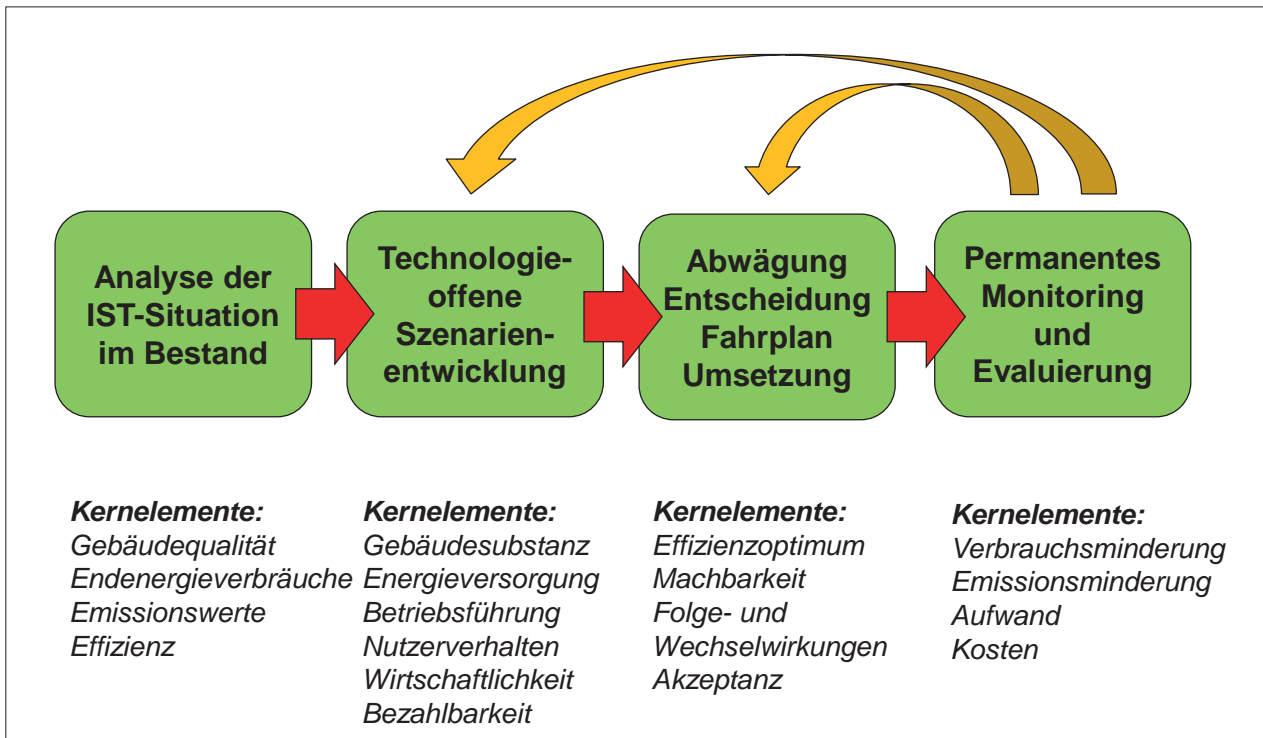 Analyse der
IST-Situation
im Bestand
Technologie-
offene
Szenarien-
entwicklung
Abwägung
Entscheidung
Fahrplan
Umsetzung
Permanentes
Monitoring
und
Evaluierung
Kernelemente:
Gebäudequalität
Endenergieverbräuche
Emissionswerte
Effizienz
Kernelemente:
Gebäudesubstanz
Energieversorgung
Betriebsführung
Nutzerverhalten
Wirtschaftlichkeit
Bezahlbarkeit
Kernelemente:
Effizienzoptimum
Machbarkeit
Folge- und
Wechselwirkungen
Akzeptanz
Kernelemente:
Verbrauchsminderung
Emissionsminderung
Aufwand
Kosten